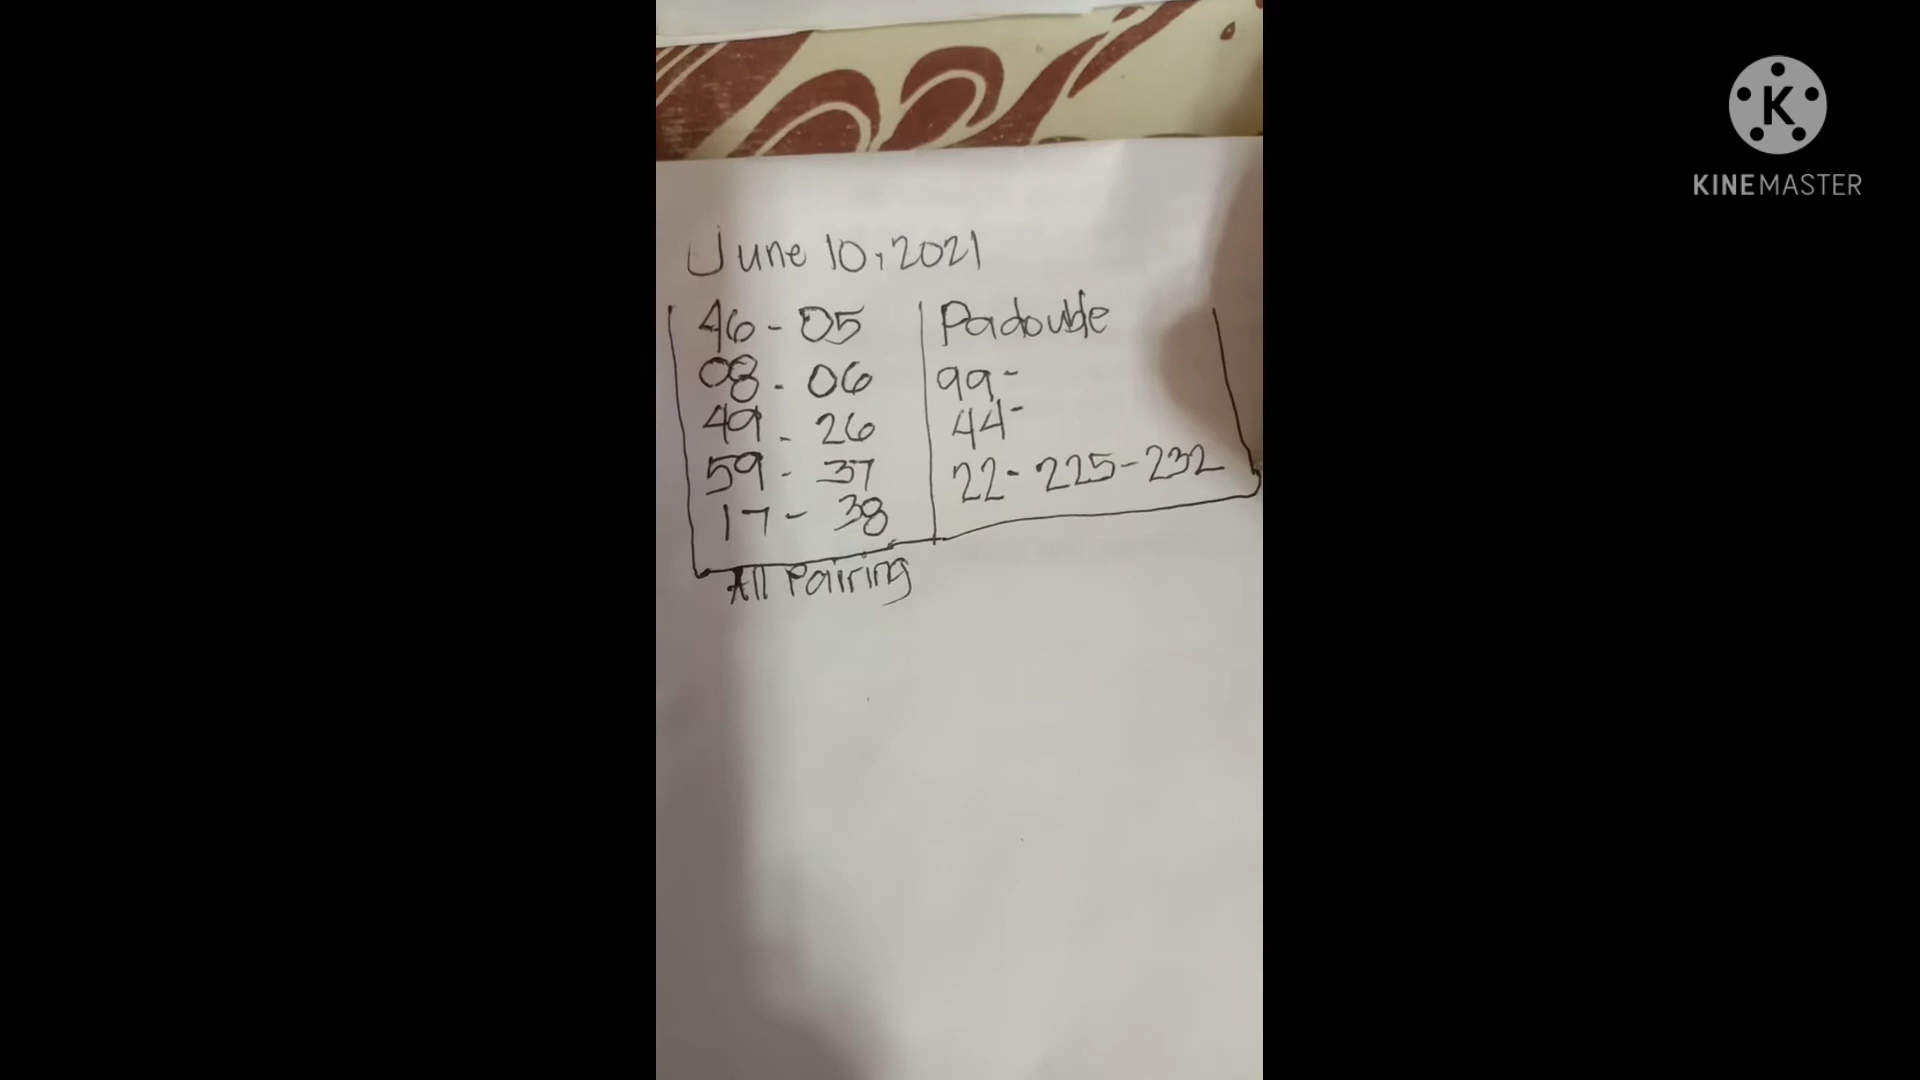 June 10, 2021
46 - 05
08 - 06
49 - 26
59 - 37
17 - 38
All Pairing
Padouble
99 -
44 -
22 - 225 - 232
K
KINEMASTER